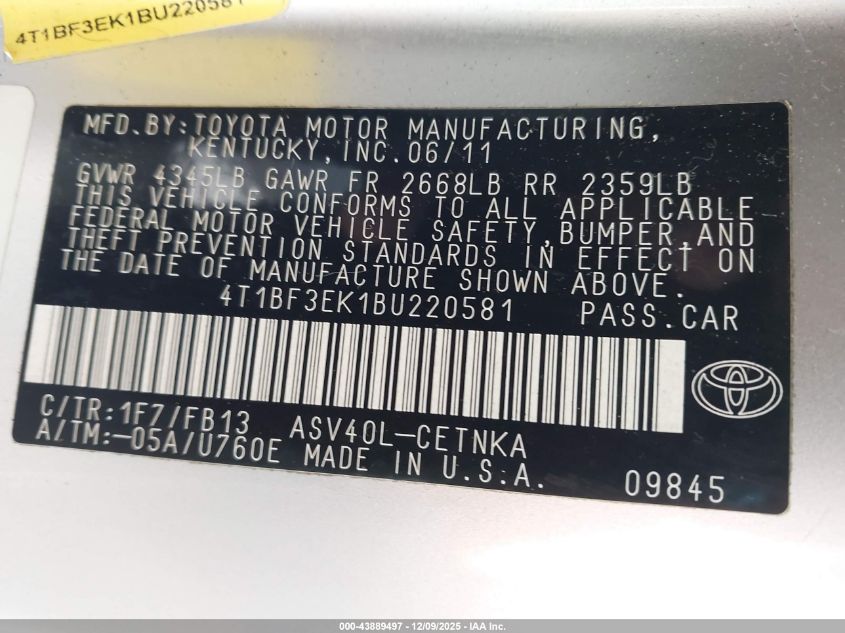 4T1BF3EK1BU220581
MFD.BY:TOYOTA MOTOR MANUFACTURING,
KENTUCKY,INC.06/11
GVWR 4345LB GAWR FR 2668LB RR 2359LB
THIS VEHICLE CONFORMS TO ALL APPLICABLE
FEDERAL MOTOR VEHICLE SAFETY,BUMPER,AND
THEFT PREVENTION STANDARDS IN EFFECT ON
THE DATE OF MANUFACTURE SHOWN ABOVE.
4T1BF3EK1BU220581 PASS.CAR
C/TR:1F7/FB13 ASV40L-CETNKA
A/TM:-05A/U760E MADE IN U.S.A.
09845
000-43889497 - 12/09/2025 - IAA Inc.